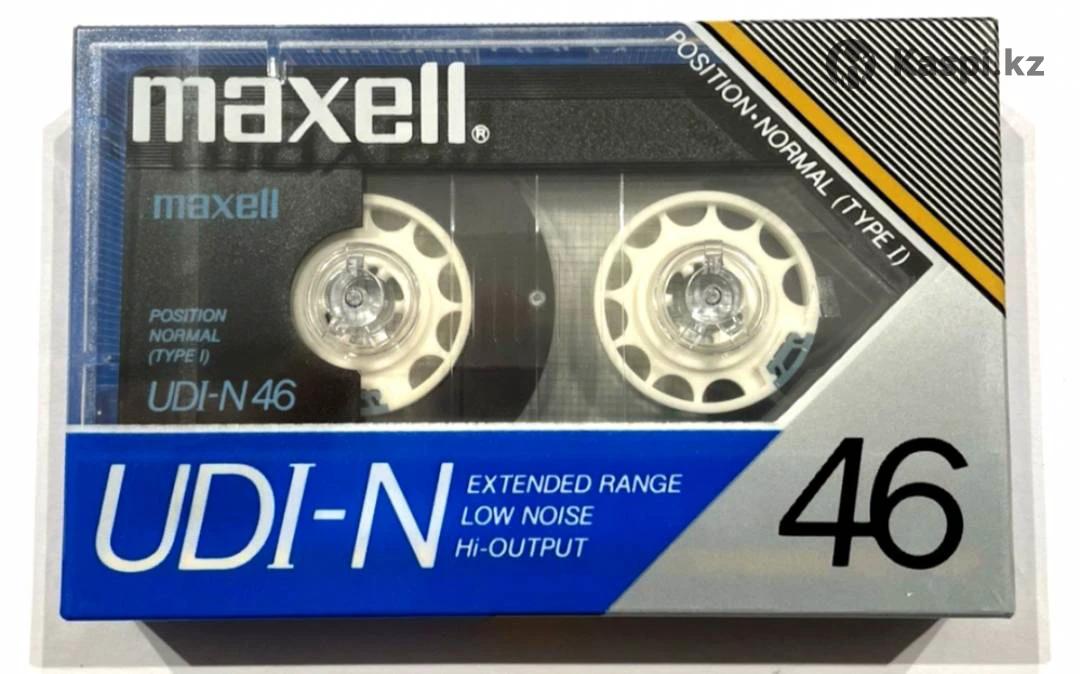 Kaspi.kz
POSITION•NORMAL (TYPE I)
maxell®
maxell
POSITION
NORMAL
(TYPE I)
UDI-N 46
UDI-N
EXTENDED RANGE
LOW NOISE
Hi-OUTPUT
46